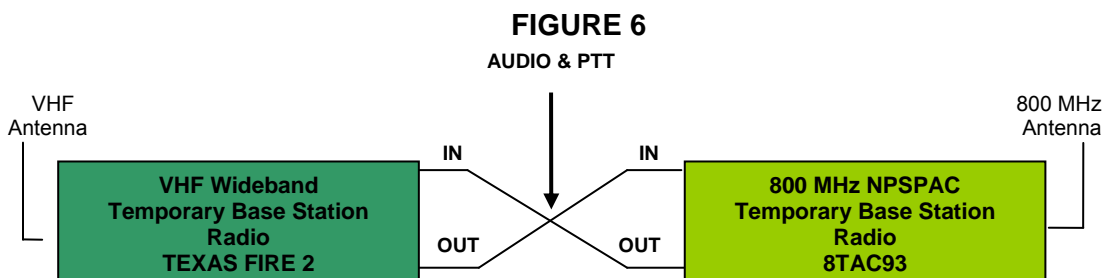 FIGURE 6
AUDIO & PTT
VHF
Antenna
800 MHz
Antenna
IN
IN
VHF Wideband
Temporary Base Station
Radio
TEXAS FIRE 2
800 MHz NPSPAC
Temporary Base Station
Radio
8TAC93
OUT
OUT